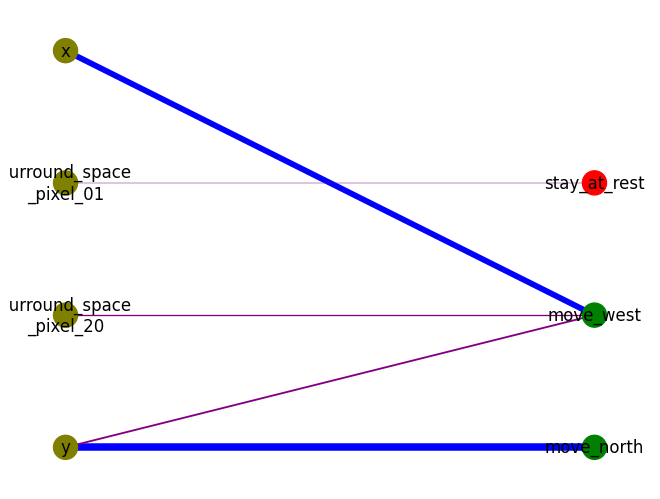 x
urround_space
_pixel_01
stay_at_rest
urround_space
_pixel_20
move_west
y
move_north